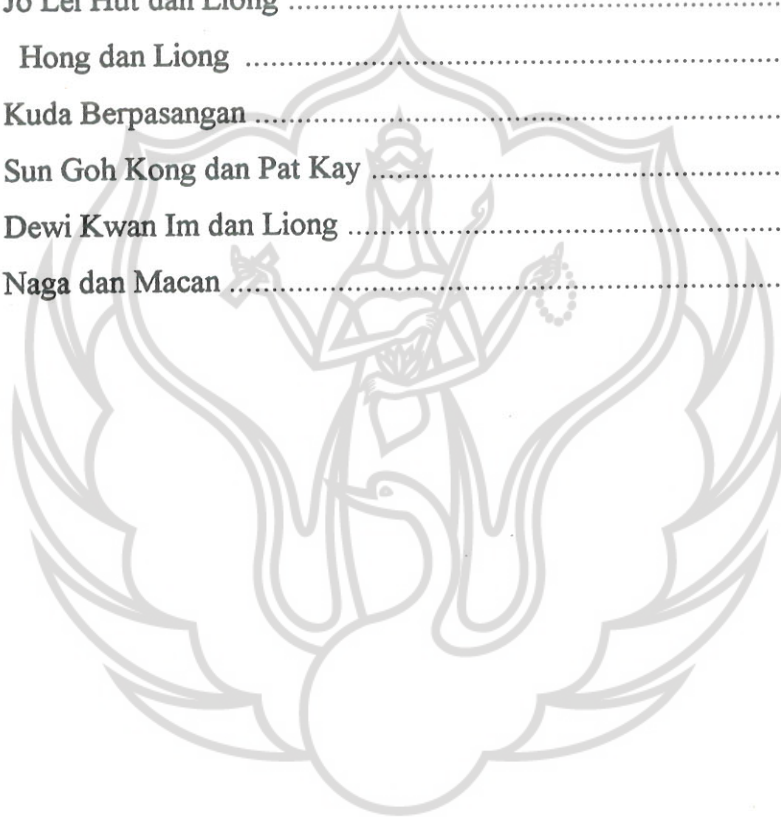 Jo Lei Hut dan Liong ..........................................................
Hong dan Liong ................................................................
Kuda Berpasangan ..............................................................
Sun Goh Kong dan Pat Kay ................................................
Dewi Kwan Im dan Liong ...................................................
Naga dan Macan .................................................................